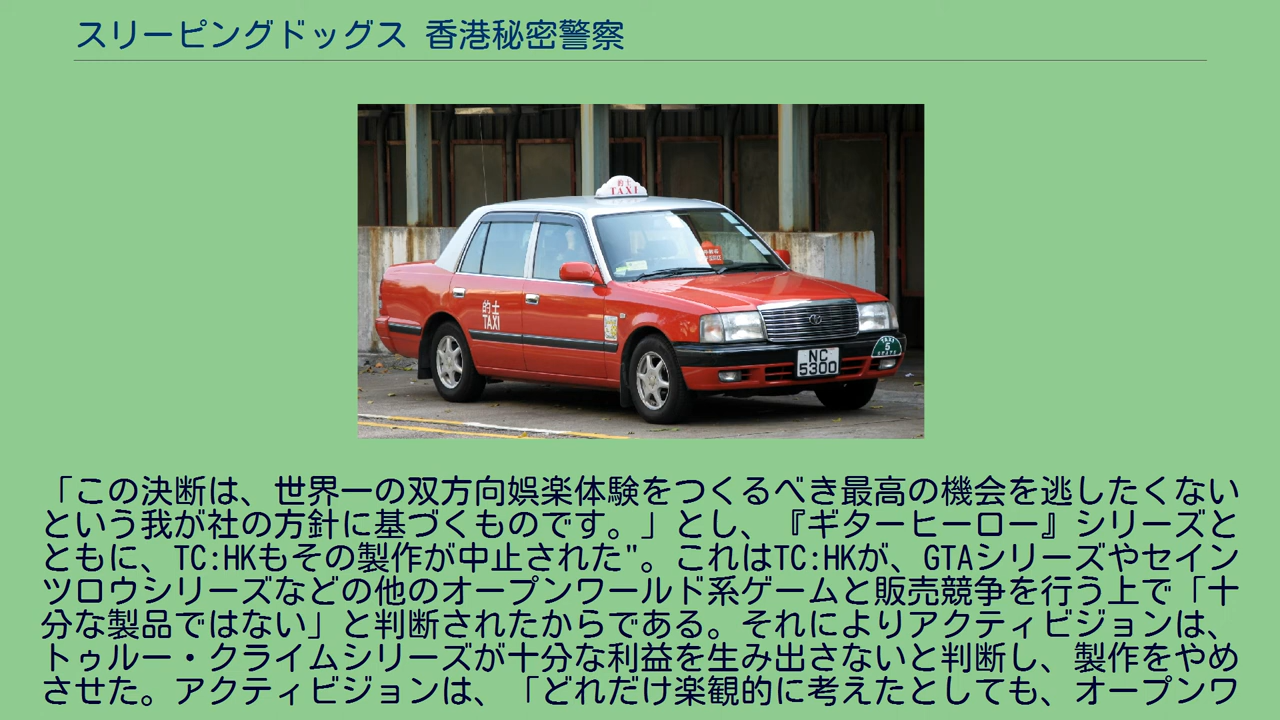 スリーピングドッグス 香港秘密警察
的士
TAXI
的士
TAXI
NC
5300
TAXI
5
SEATS
「この決断は、世界一の双方向娯楽体験をつくるべき最高の機会を逃したくない
という我が社の方針に基づくものです。」とし、『ギターヒーロー』シリーズと
ともに、TC:HKもその製作が中止された"。これはTC:HKが、GTAシリーズやセイン
ツロウシリーズなどの他のオープンワールド系ゲームと販売競争を行う上で「十
分な製品ではない」と判断されたからである。それによりアクティビジョンは、
トゥルー・クライムシリーズが十分な利益を生み出さないと判断し、製作をやめ
させた。アクティビジョンは、「どれだけ楽観的に考えたとしても、オープンワ